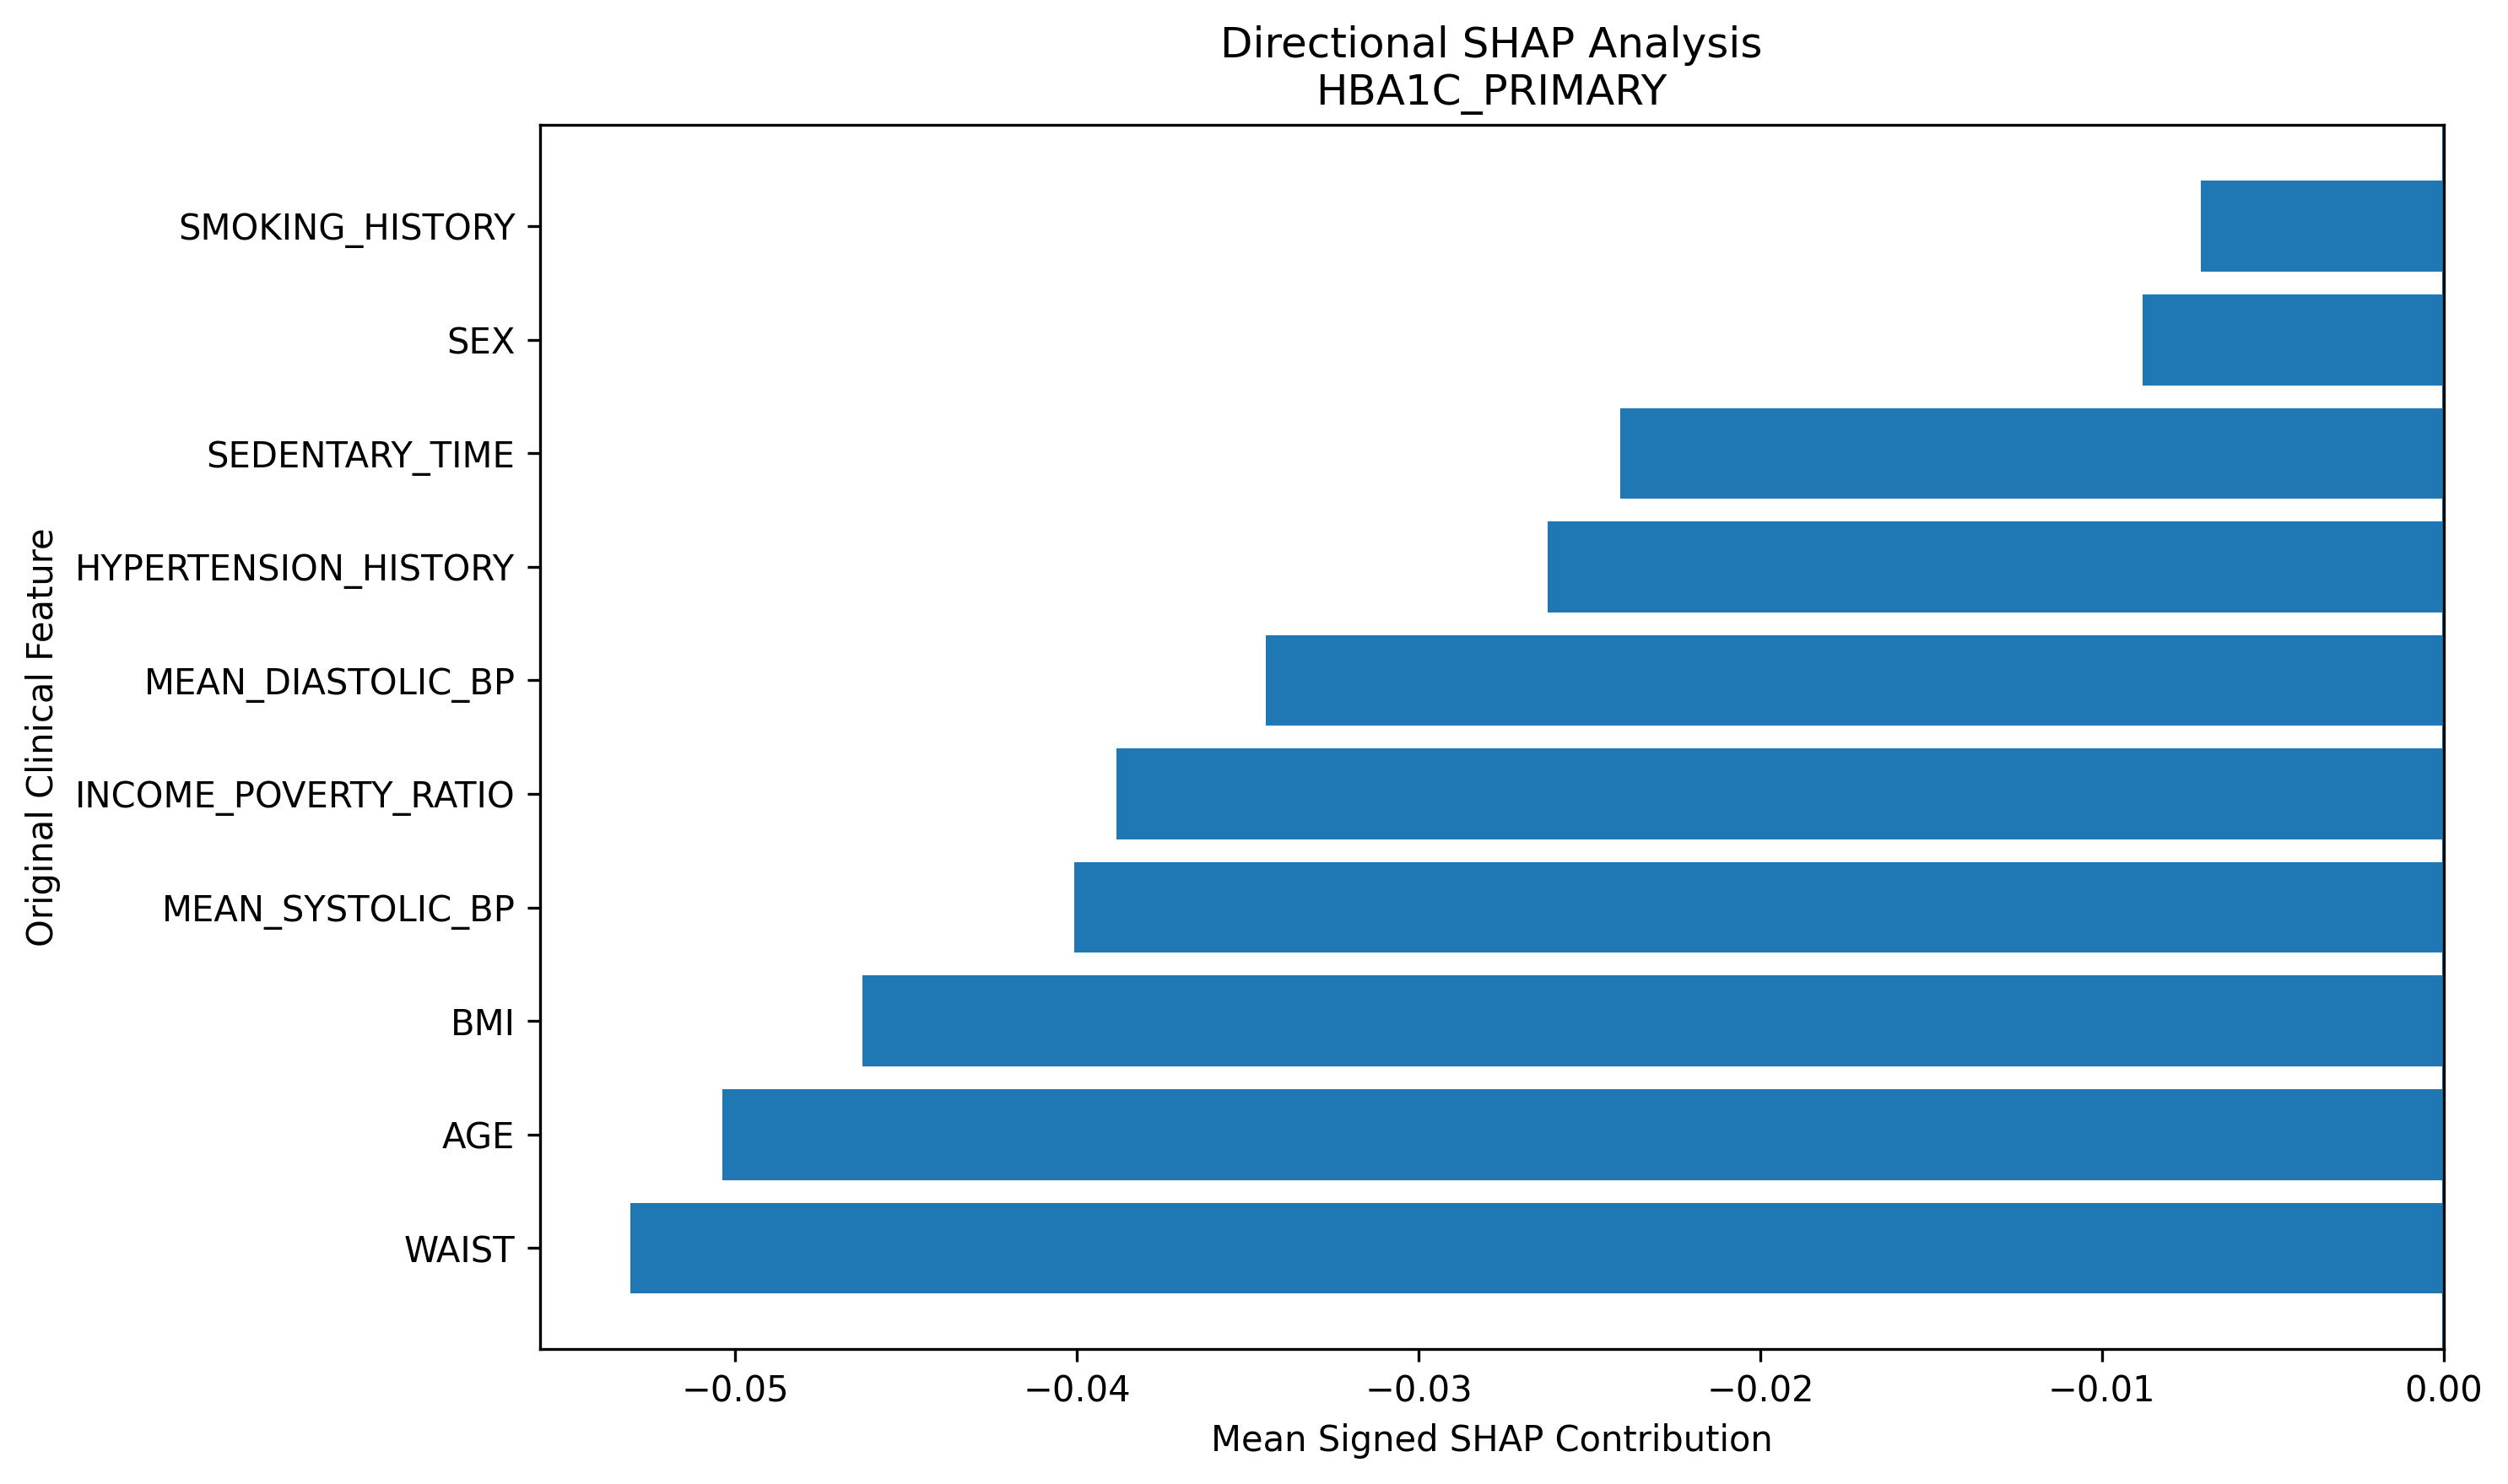 Directional SHAP Analysis
HBA1C_PRIMARY
Original Clinical Feature
SMOKING_HISTORY
SEX
SEDENTARY_TIME
HYPERTENSION_HISTORY
MEAN_DIASTOLIC_BP
INCOME_POVERTY_RATIO
MEAN_SYSTOLIC_BP
BMI
AGE
WAIST
−0.05 −0.04 −0.03 −0.02 −0.01 0.00
Mean Signed SHAP Contribution